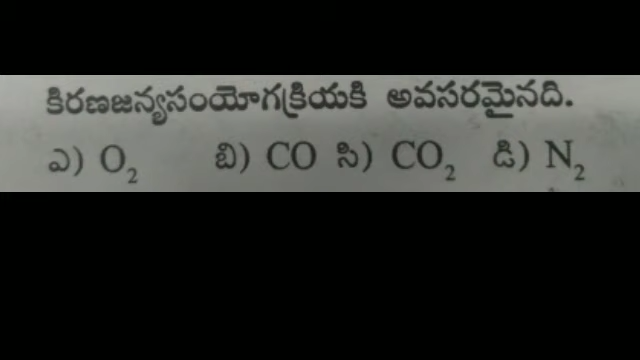 కిరణజన్యసంయోగక్రియకి అవసరమైనది.
ఎ) O₂ బి) CO సి) CO₂ డి) N₂